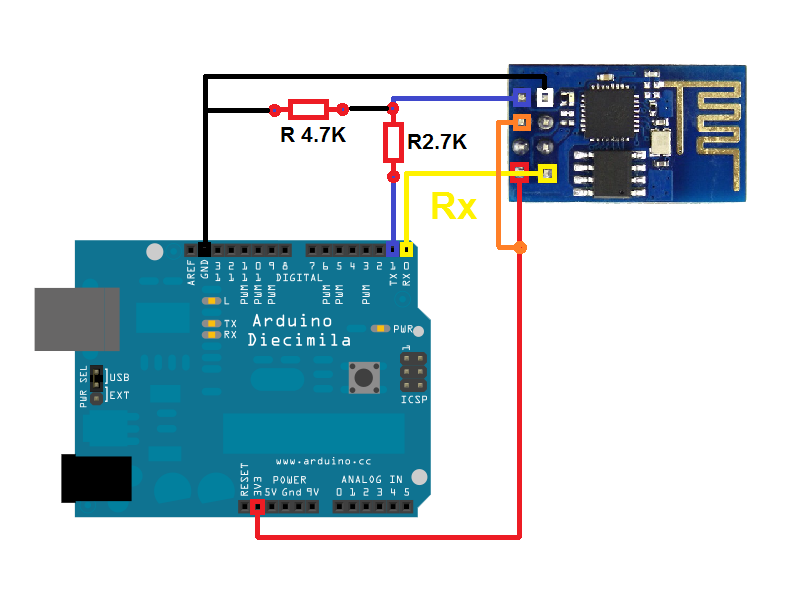 R 4.7K
R2.7K
Rx
AREF
GND
13
12
11
10
9
8
7
6
5
4
3
2
1
0
TX
RX
PWM
PWM
PWM
PWM
PWM
PWM
DIGITAL
L
TX
RX
Arduino
Diecimila
PWR
1
ICSP
PWR SEL
USB
EXT
www.arduino.cc
POWER
ANALOG IN
RESET
3V3
5V Gnd 9V
0 1 2 3 4 5